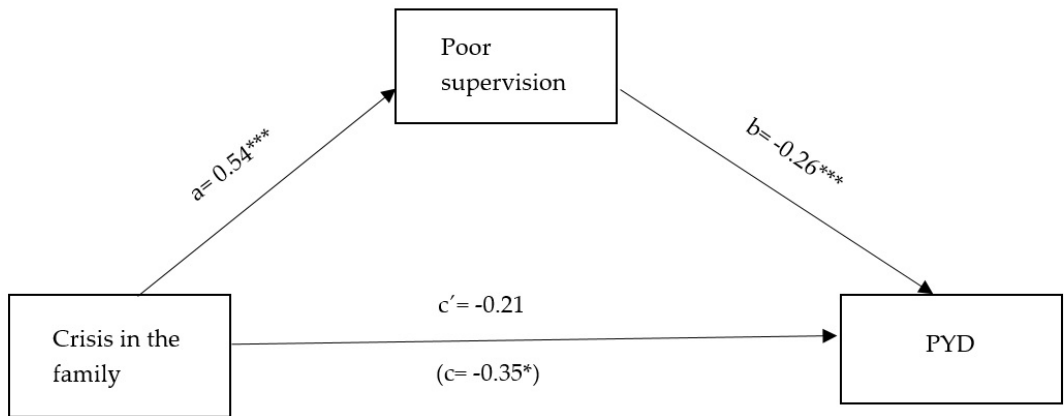 Poor
supervision
a= 0.54***
b= -0.26***
Crisis in the
family
c´= -0.21
(c= -0.35*)
PYD